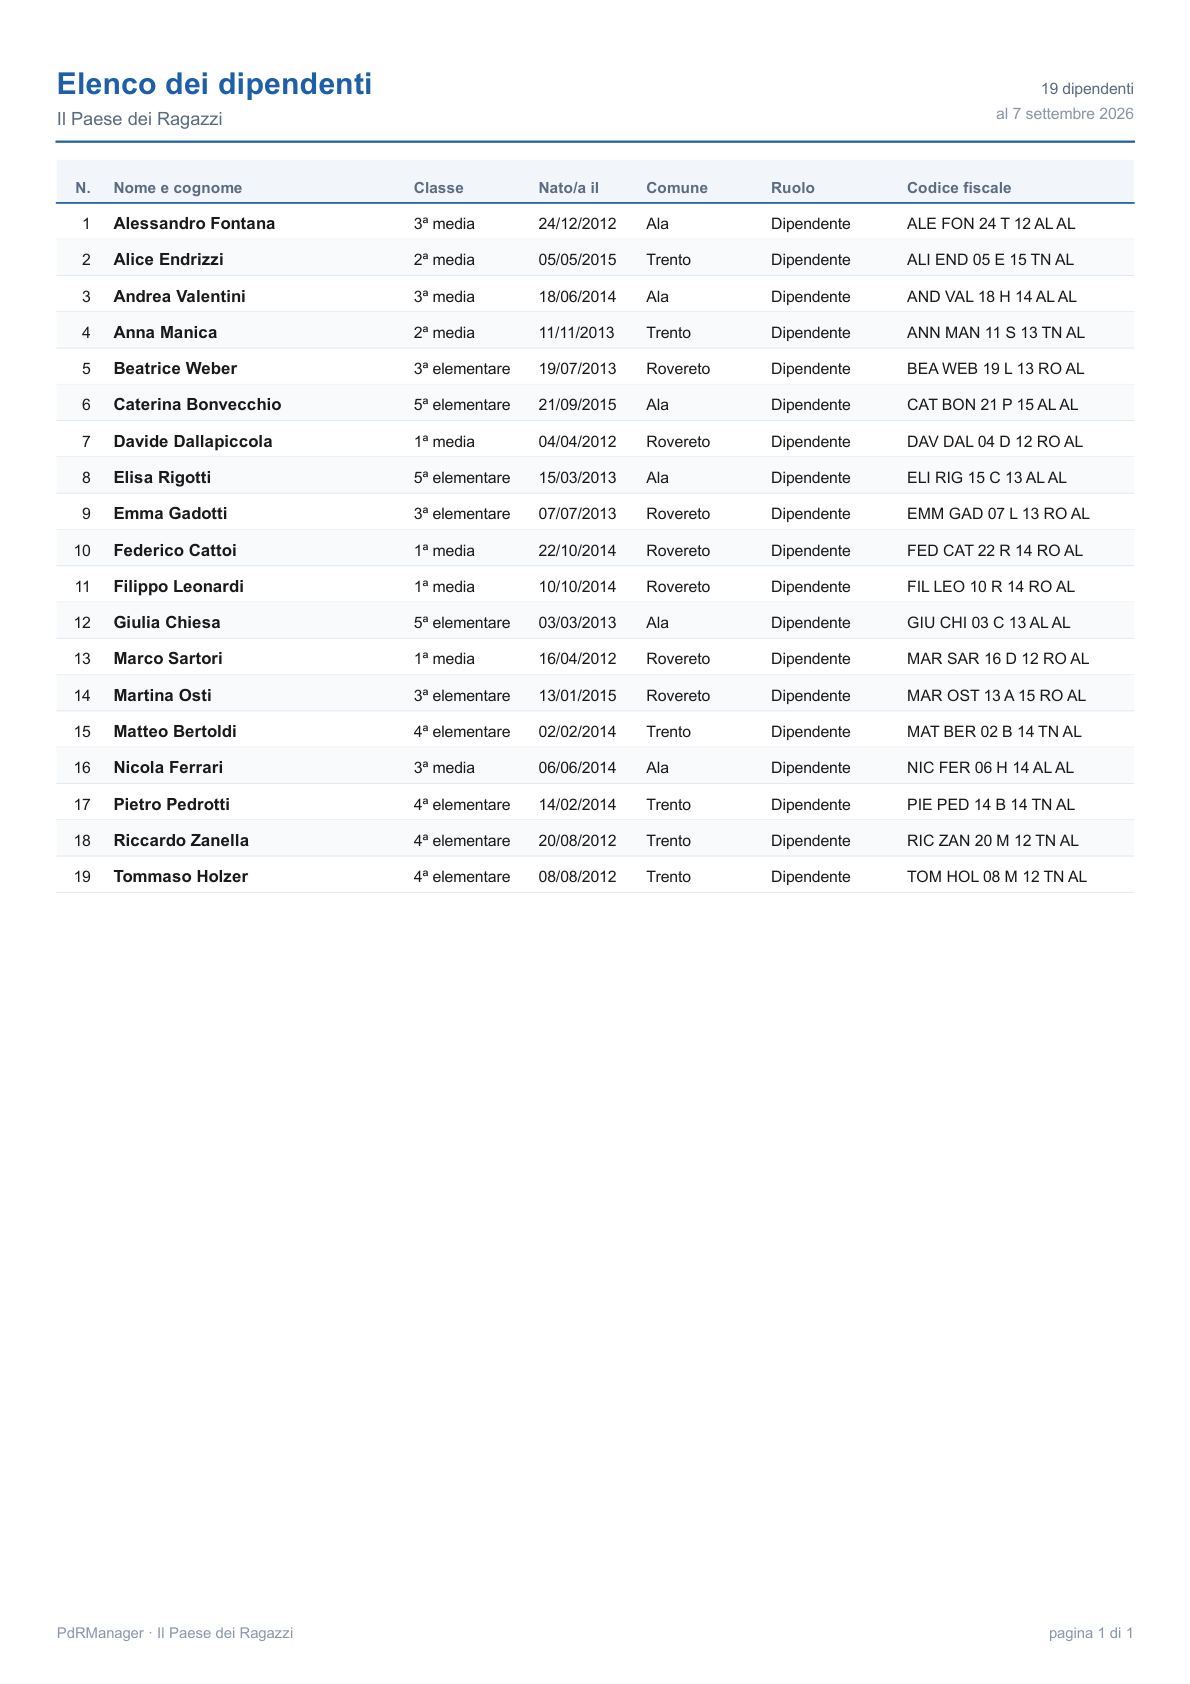 Elenco dei dipendenti
Il Paese dei Ragazzi
19 dipendenti
al 7 settembre 2026
N. Nome e cognome Classe Nato/a il Comune Ruolo Codice fiscale
1 Alessandro Fontana 3ª media 24/12/2012 Ala Dipendente ALE FON 24 T 12 AL AL
2 Alice Endrizzi 2ª media 05/05/2015 Trento Dipendente ALI END 05 E 15 TN AL
3 Andrea Valentini 3ª media 18/06/2014 Ala Dipendente AND VAL 18 H 14 AL AL
4 Anna Manica 2ª media 11/11/2013 Trento Dipendente ANN MAN 11 S 13 TN AL
5 Beatrice Weber 3ª elementare 19/07/2013 Rovereto Dipendente BEA WEB 19 L 13 RO AL
6 Caterina Bonvecchio 5ª elementare 21/09/2015 Ala Dipendente CAT BON 21 P 15 AL AL
7 Davide Dallapiccola 1ª media 04/04/2012 Rovereto Dipendente DAV DAL 04 D 12 RO AL
8 Elisa Rigotti 5ª elementare 15/03/2013 Ala Dipendente ELI RIG 15 C 13 AL AL
9 Emma Gadotti 3ª elementare 07/07/2013 Rovereto Dipendente EMM GAD 07 L 13 RO AL
10 Federico Cattoi 1ª media 22/10/2014 Rovereto Dipendente FED CAT 22 R 14 RO AL
11 Filippo Leonardi 1ª media 10/10/2014 Rovereto Dipendente FIL LEO 10 R 14 RO AL
12 Giulia Chiesa 5ª elementare 03/03/2013 Ala Dipendente GIU CHI 03 C 13 AL AL
13 Marco Sartori 1ª media 16/04/2012 Rovereto Dipendente MAR SAR 16 D 12 RO AL
14 Martina Osti 3ª elementare 13/01/2015 Rovereto Dipendente MAR OST 13 A 15 RO AL
15 Matteo Bertoldi 4ª elementare 02/02/2014 Trento Dipendente MAT BER 02 B 14 TN AL
16 Nicola Ferrari 3ª media 06/06/2014 Ala Dipendente NIC FER 06 H 14 AL AL
17 Pietro Pedrotti 4ª elementare 14/02/2014 Trento Dipendente PIE PED 14 B 14 TN AL
18 Riccardo Zanella 4ª elementare 20/08/2012 Trento Dipendente RIC ZAN 20 M 12 TN AL
19 Tommaso Holzer 4ª elementare 08/08/2012 Trento Dipendente TOM HOL 08 M 12 TN AL
PdRManager · Il Paese dei Ragazzi
pagina 1 di 1